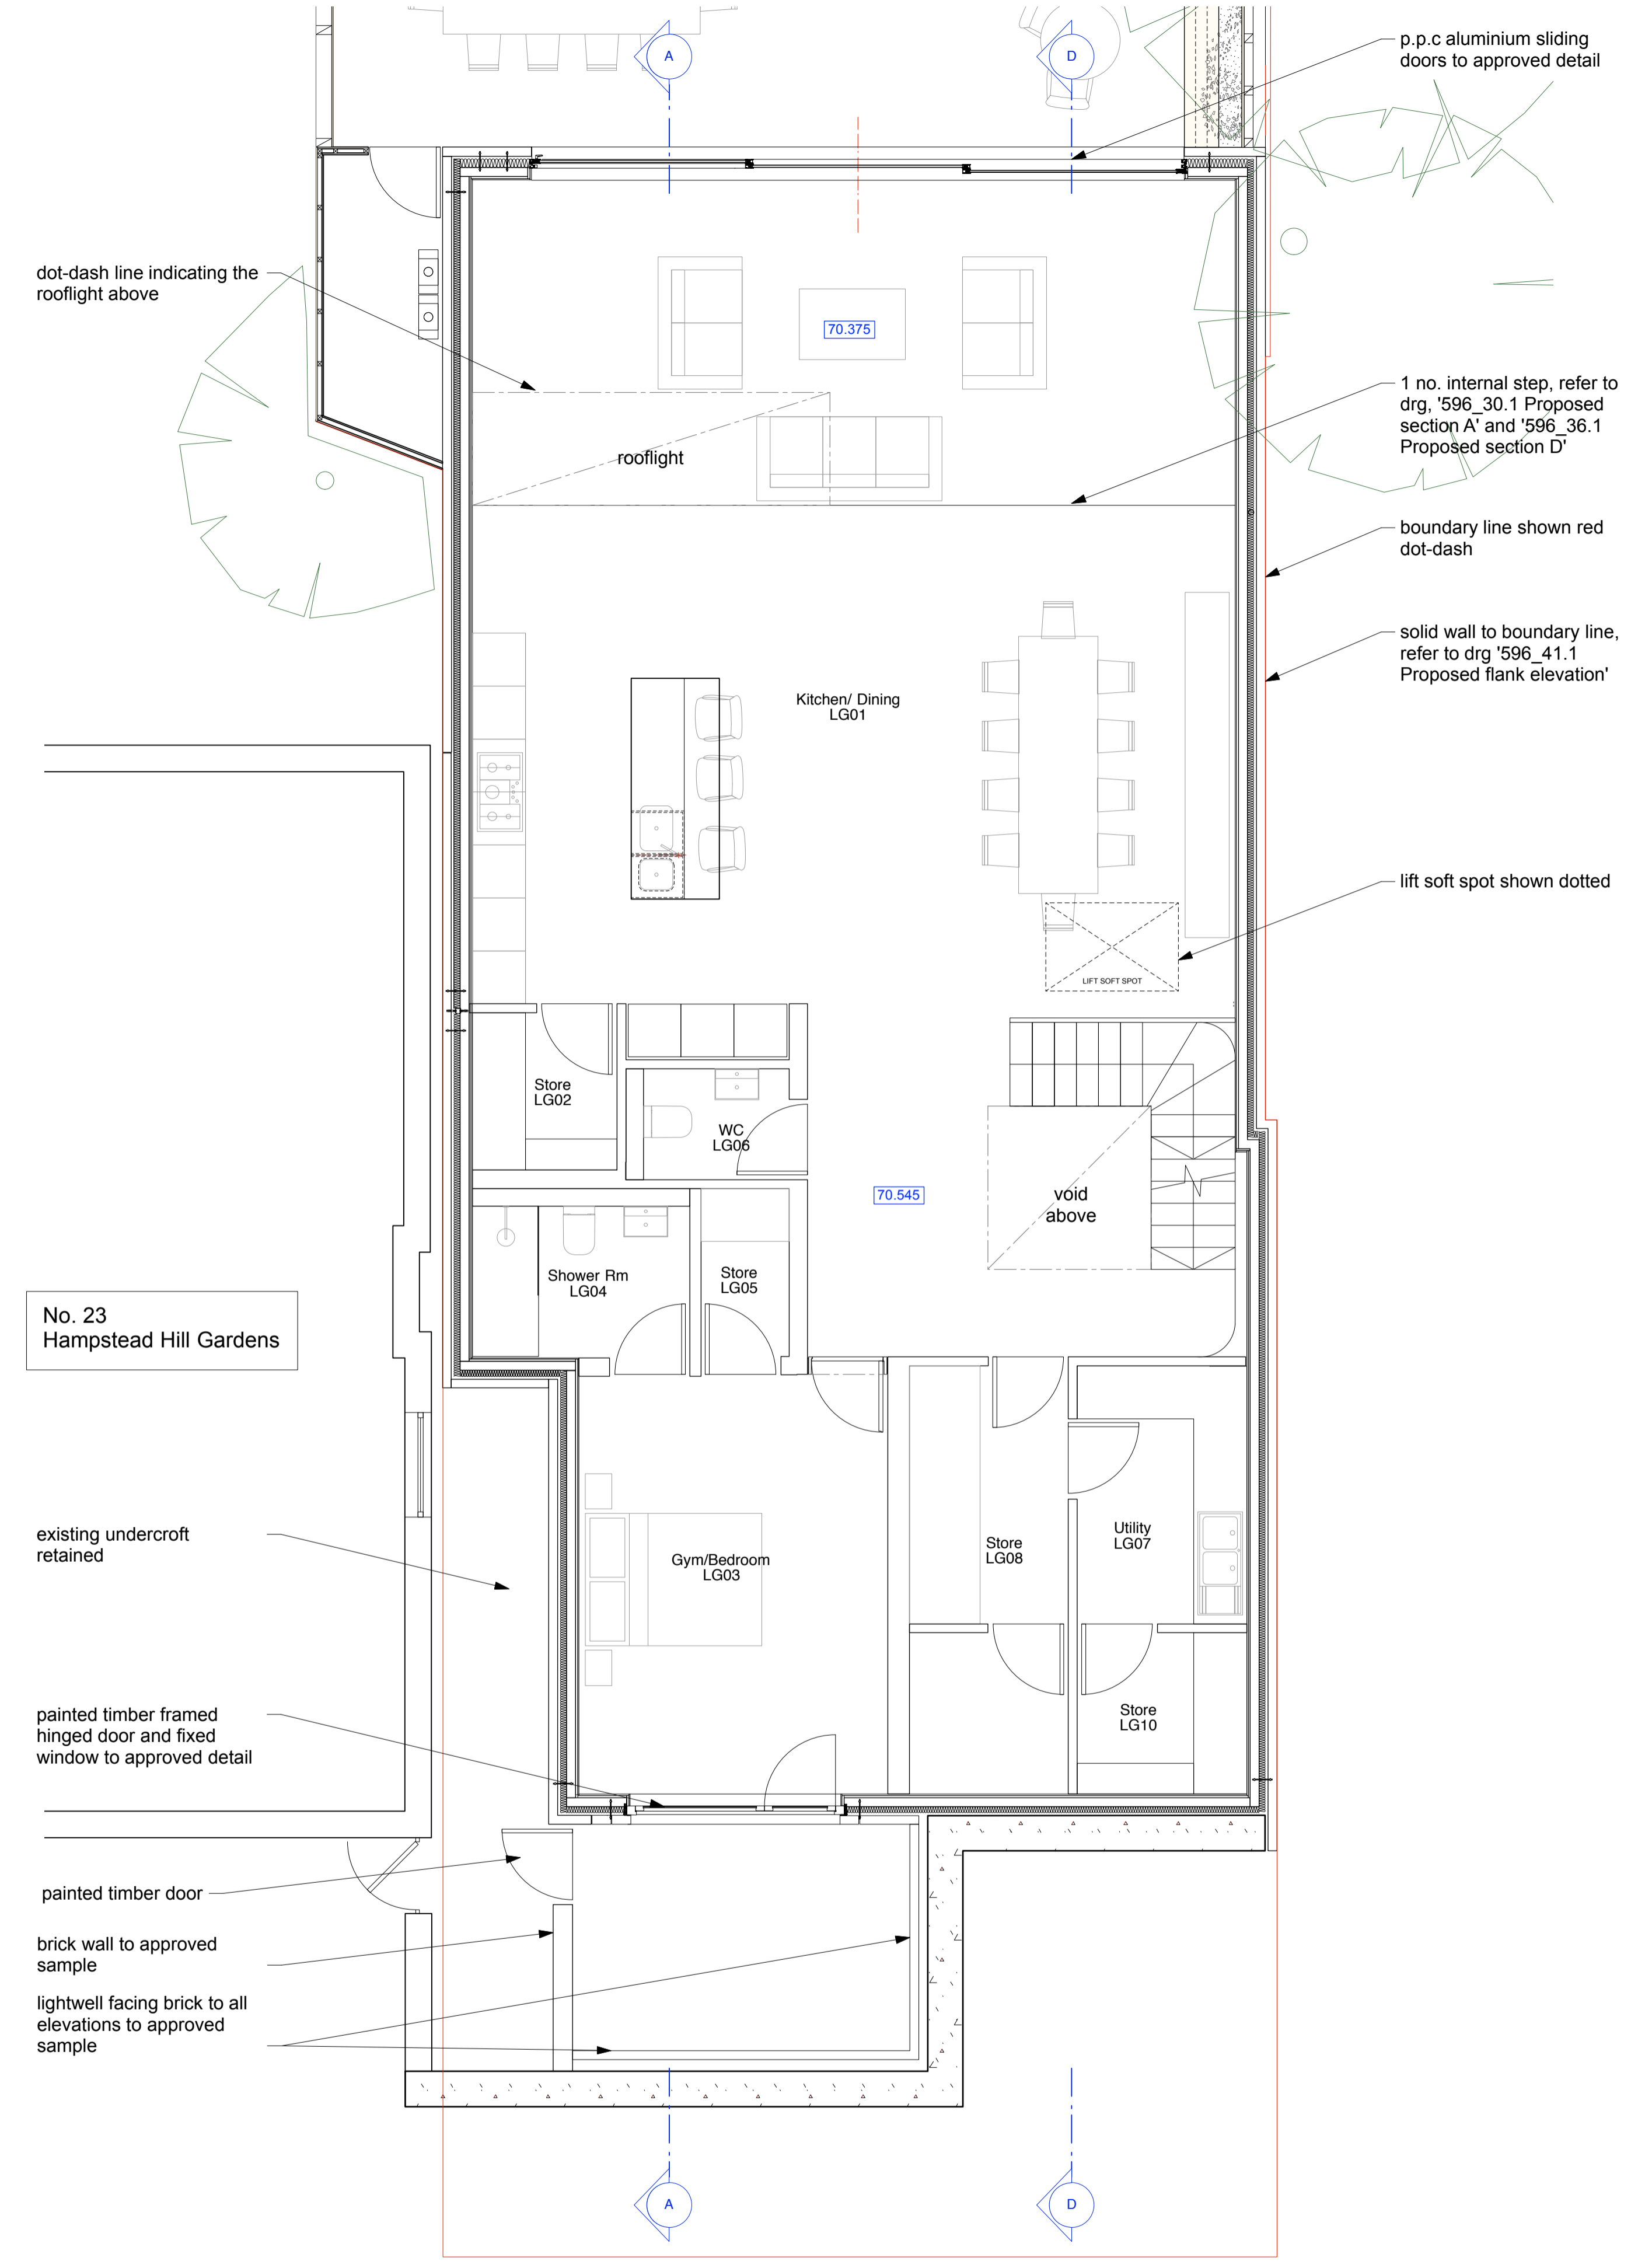 A
D
p.p.c aluminium sliding
doors to approved detail
dot-dash line indicating the
rooflight above
70.375
1 no. internal step, refer to
drg, '596_30.1 Proposed
section A' and '596_36.1
Proposed section D'
rooflight
boundary line shown red
dot-dash
solid wall to boundary line,
refer to drg '596_41.1
Proposed flank elevation'
Kitchen/ Dining
LG01
lift soft spot shown dotted
LIFT SOFT SPOT
Store
LG02
WC
LG06
70.545
void
above
Shower Rm
LG04
Store
LG05
No. 23
Hampstead Hill Gardens
existing undercroft
retained
Gym/Bedroom
LG03
Store
LG08
Utility
LG07
painted timber framed
hinged door and fixed
window to approved detail
Store
LG10
painted timber door
brick wall to approved
sample
lightwell facing brick to all
elevations to approved
sample
A
D